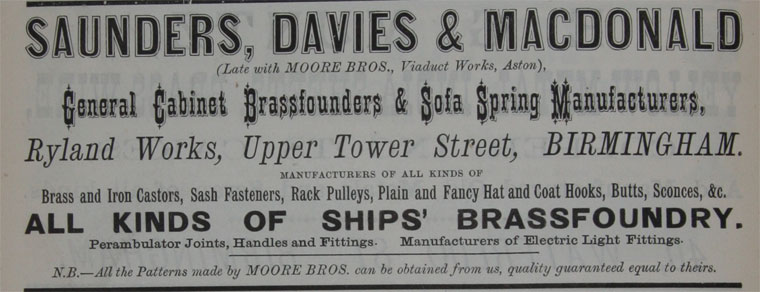 SAUNDERS, DAVIES & MACDONALD
(Late with MOORE BROS., Viaduct Works, Aston),
General Cabinet Brassfounders & Sofa Spring Manufacturers,
Ryland Works, Upper Tower Street, BIRMINGHAM.
MANUFACTURERS OF ALL KINDS OF
Brass and Iron Castors, Sash Fasteners, Rack Pulleys, Plain and Fancy Hat and Coat Hooks, Butts, Sconces, &c.
ALL KINDS OF SHIPS' BRASSFOUNDRY.
Perambulator Joints, Handles and Fittings. Manufacturers of Electric Light Fittings.
N.B.—All the Patterns made by MOORE BROS. can be obtained from us, quality guaranteed equal to theirs.